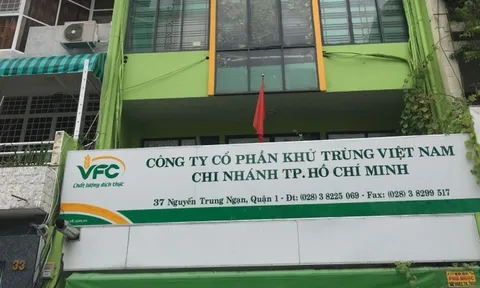 VFC
Chất lượng đích thực
CÔNG TY CỔ PHẦN KHỬ TRÙNG VIỆT NAM
CHI NHÁNH TP. HỒ CHÍ MINH
37 Nguyễn Trung Ngạn, Quận 1 - Đt: (028) 3 8225 069 - Fax: (028) 3 8299 517
33